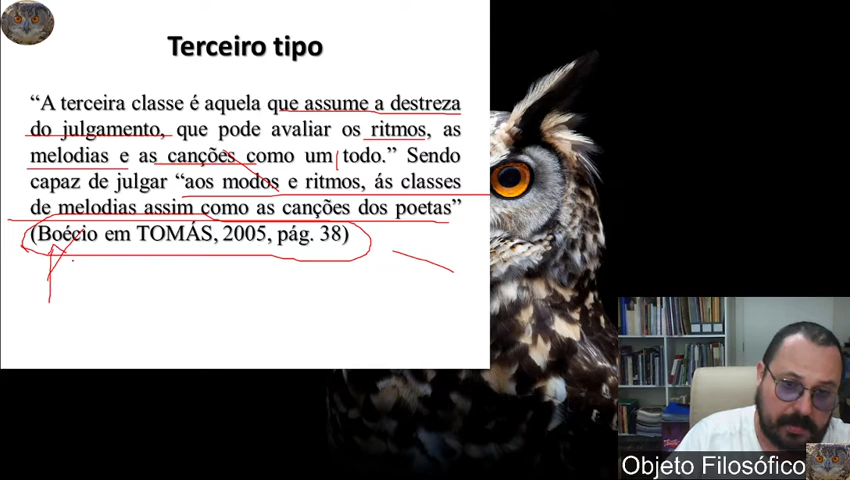 Terceiro tipo
“A terceira classe é aquela que assume a destreza
do julgamento, que pode avaliar os ritmos, as
melodias e as canções como um todo.” Sendo
capaz de julgar “aos modos e ritmos, ás classes
de melodias assim como as canções dos poetas”
(Boécio em TOMÁS, 2005, pág. 38)
Objeto Filosófico